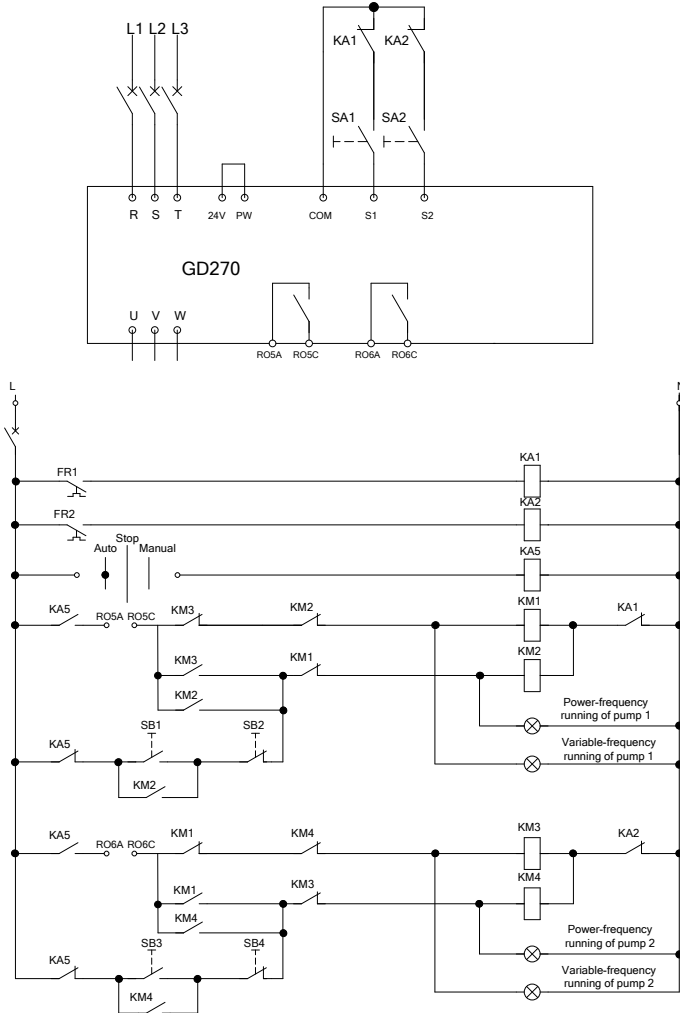 L1 L2 L3
KA1 KA2
SA1 SA2
R S T 24V PW COM S1 S2
GD270
U V W
RO5A RO5C RO6A RO6C
L N
FR1 KA1
FR2 KA2
Stop
Auto Manual
KA5
KM1
KA5 RO5A RO5C KM3 KM2 KA1
KM3 KM1 KM2
KM2
Power-frequency
running of pump 1
SB1 SB2
Variable-frequency
running of pump 1
KA5
KM2
KM3
KA5 RO6A RO6C KM1 KM4 KA2
KM1 KM3 KM4
KM4
Power-frequency
running of pump 2
SB3 SB4
KA5
Variable-frequency
running of pump 2
KM4